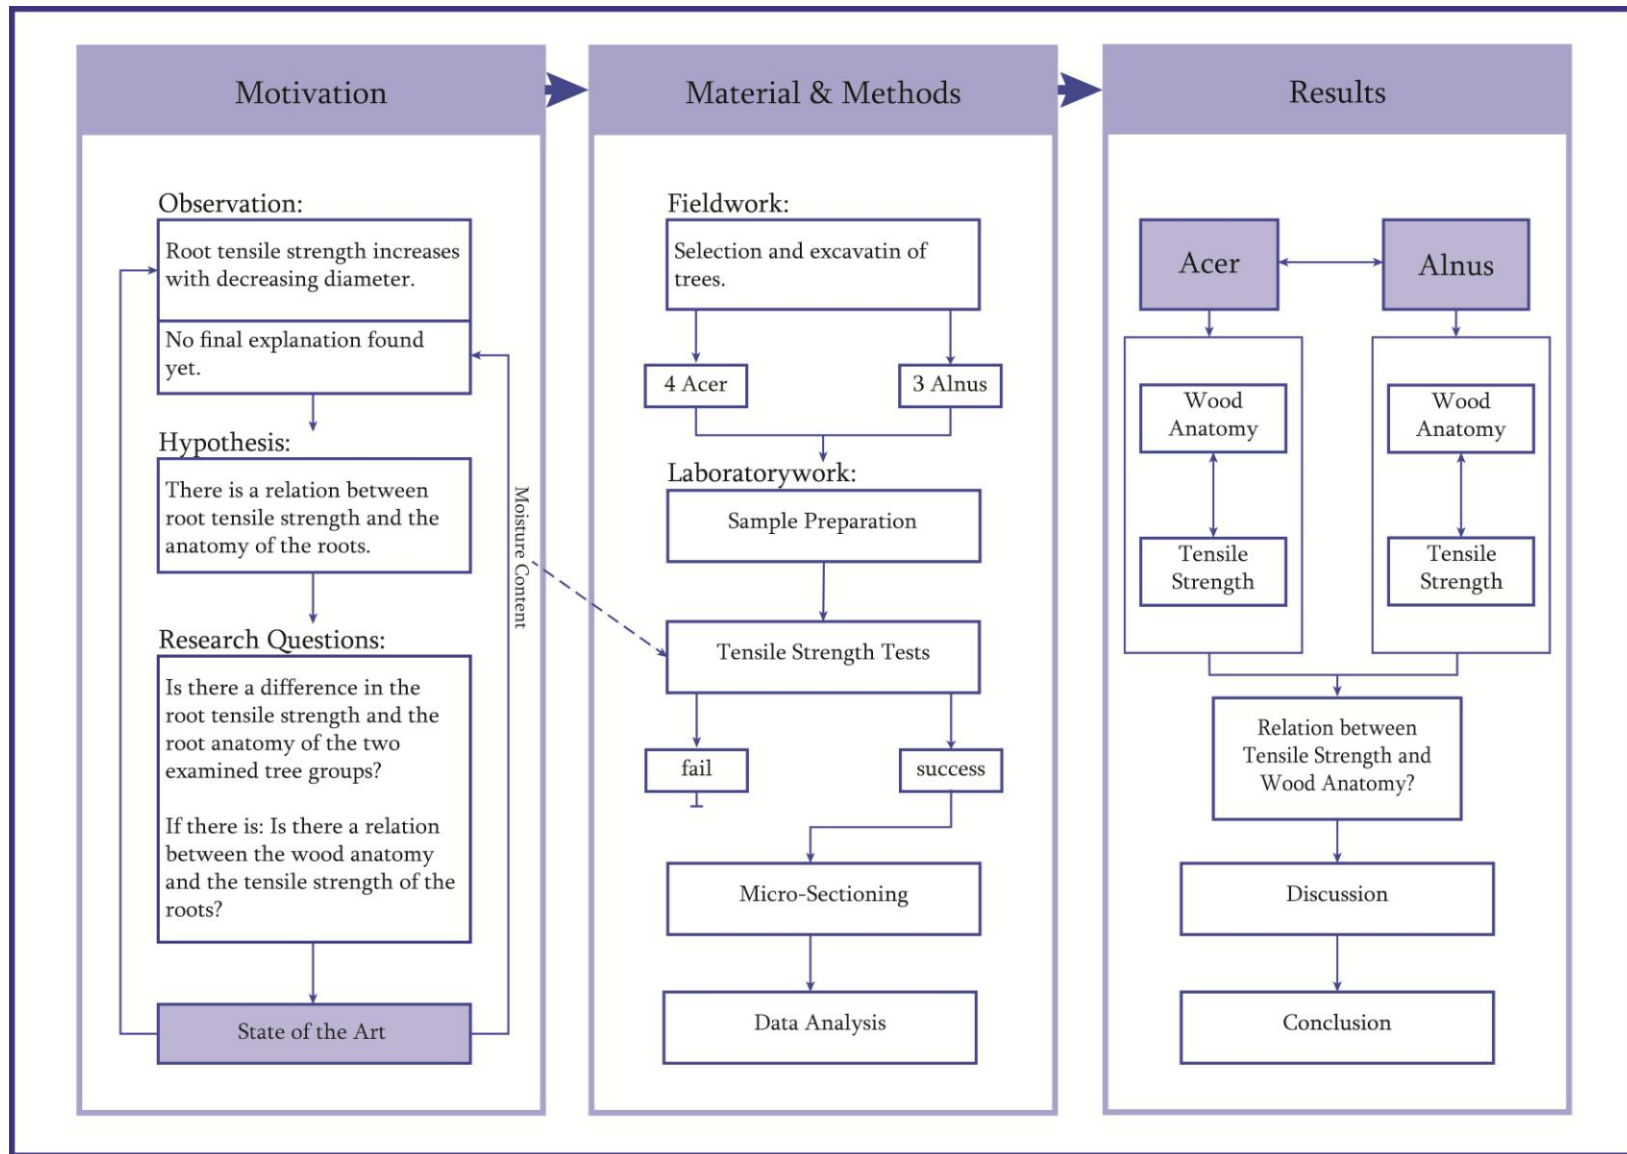 Motivation
Observation:
Root tensile strength increases
with decreasing diameter.
No final explanation found
yet.
Hypothesis:
There is a relation between
root tensile strength and the
anatomy of the roots.
Research Questions:
Is there a difference in the
root tensile strength and the
root anatomy of the two
examined tree groups?
If there is: Is there a relation
between the wood anatomy
and the tensile strength of the
roots?
State of the Art
Moisture Content
Material & Methods
Fieldwork:
Selection and excavatin of
trees.
4 Acer
3 Alnus
Laboratorywork:
Sample Preparation
Tensile Strength Tests
fail
success
Micro-Sectioning
Data Analysis
Results
Acer
Alnus
Wood
Anatomy
Tensile
Strength
Wood
Anatomy
Tensile
Strength
Relation between
Tensile Strength and
Wood Anatomy?
Discussion
Conclusion